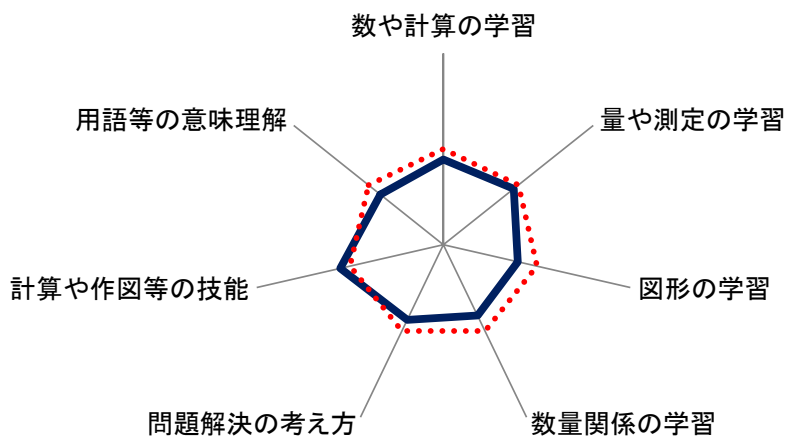 数や計算の学習
用語等の意味理解
量や測定の学習
計算や作図等の技能
図形の学習
問題解決の考え方
数量関係の学習